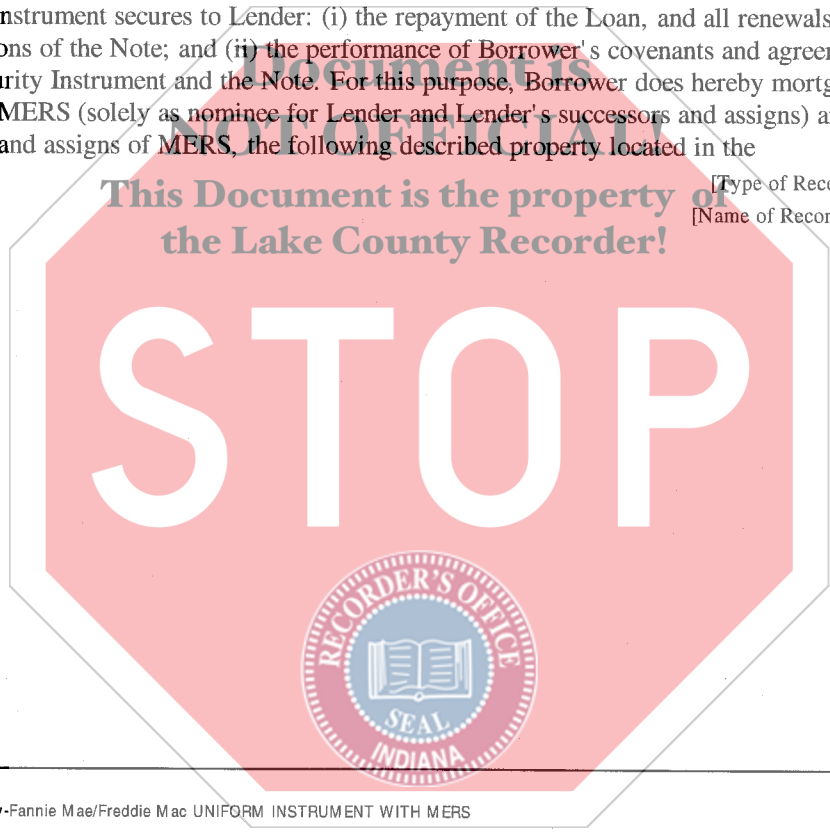 nstrument secures to Lender: (i) the repayment of the Loan, and all renewals
ons of the Note; and (ii) the performance of Borrower's covenants and agreer
rity Instrument and the Note. For this purpose, Borrower does hereby mortg
MERS (solely as nominee for Lender and Lender's successors and assigns) a
and assigns of MERS, the following described property located in the
[Type of Reco
[Name of Recor
Document is
NOT OFFICIAL!
This Document is the property of
the Lake County Recorder!
STOP
RECORDER'S OFFICE
SEAL
INDIANA
-Fannie Mae/Freddie Mac UNIFORM INSTRUMENT WITH MERS